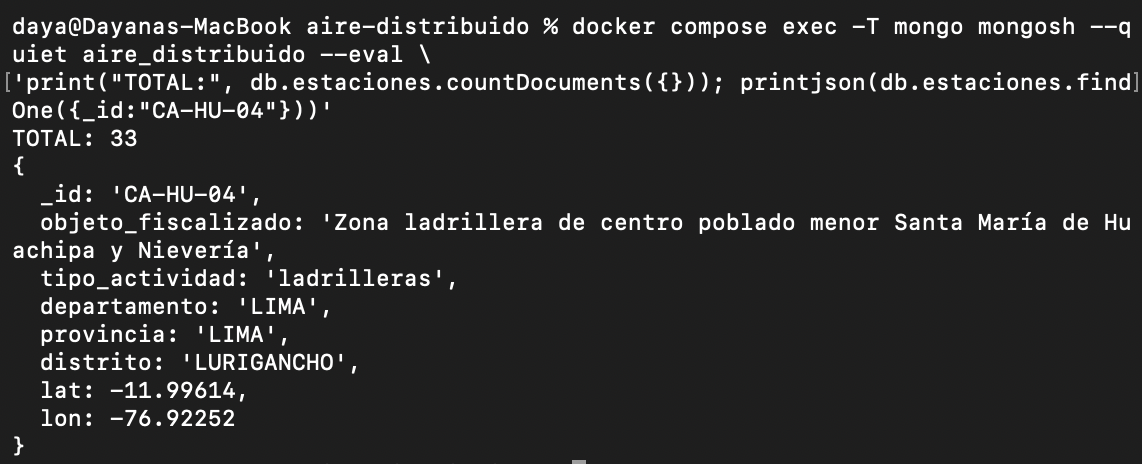 daya@Dayanas-MacBook aire-distribuido % docker compose exec -T mongo mongosh --q
uiet aire_distribuido --eval \
['print("TOTAL:", db.estaciones.countDocuments({})); printjson(db.estaciones.find]
One({_id:"CA-HU-04"}))'
TOTAL: 33
{
  _id: 'CA-HU-04',
  objeto_fiscalizado: 'Zona ladrillera de centro poblado menor Santa María de Hu
achipa y Nievería',
  tipo_actividad: 'ladrilleras',
  departamento: 'LIMA',
  provincia: 'LIMA',
  distrito: 'LURIGANCHO',
  lat: -11.99614,
  lon: -76.92252
}